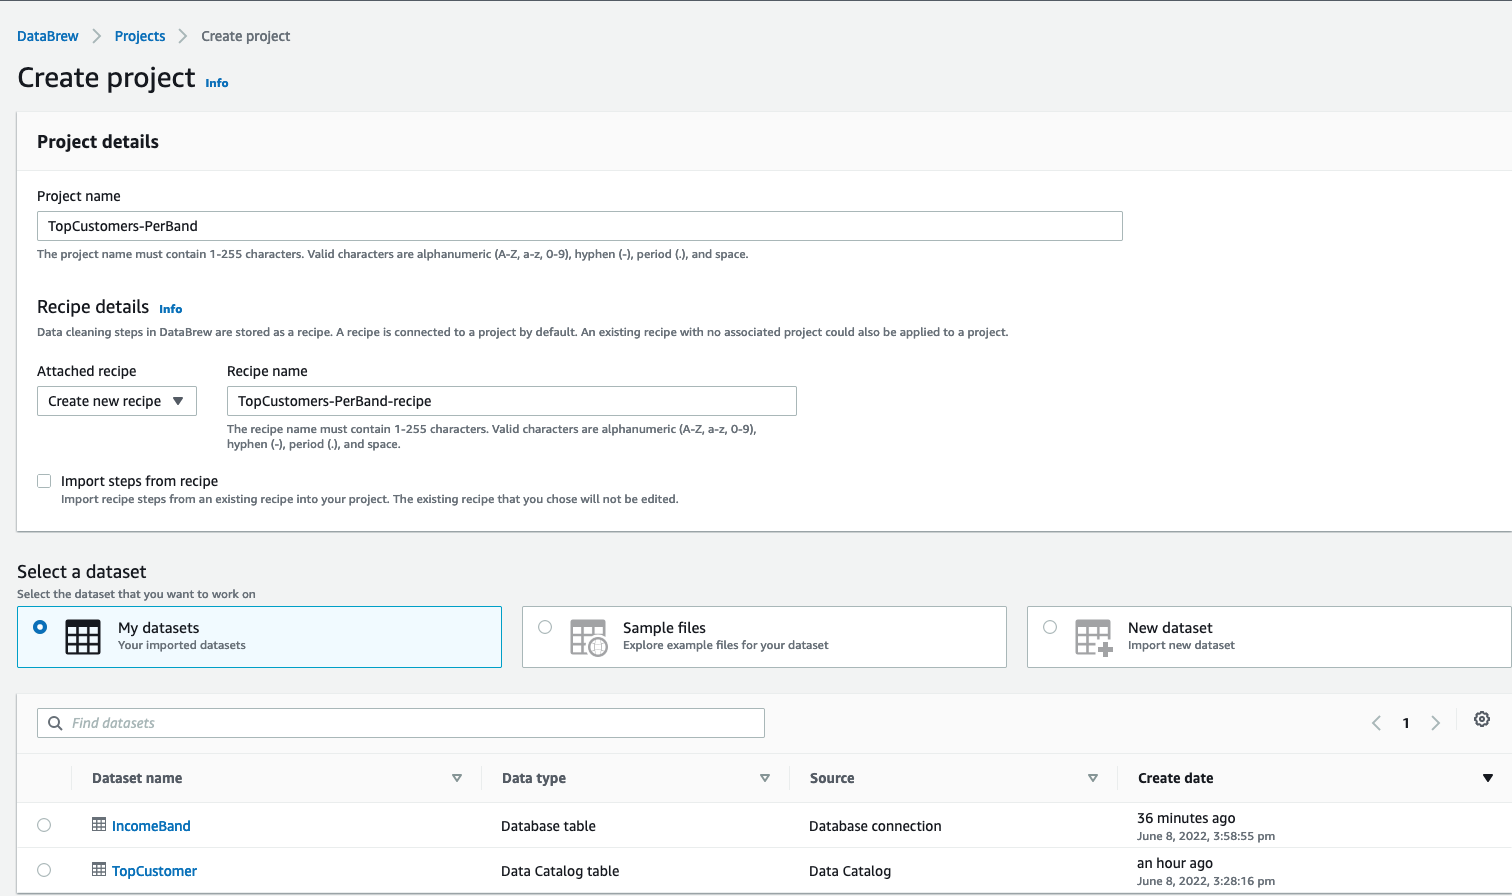 DataBrew > Projects > Create project
Create project Info
Project details
Project name
TopCustomers-PerBand
The project name must contain 1-255 characters. Valid characters are alphanumeric (A-Z, a-z, 0-9), hyphen (-), period (.), and space.
Recipe details Info
Data cleaning steps in DataBrew are stored as a recipe. A recipe is connected to a project by default. An existing recipe with no associated project could also be applied to a project.
Attached recipe Recipe name
Create new recipe TopCustomers-PerBand-recipe
The recipe name must contain 1-255 characters. Valid characters are alphanumeric (A-Z, a-z, 0-9),
hyphen (-), period (.), and space.
Import steps from recipe
Import recipe steps from an existing recipe into your project. The existing recipe that you chose will not be edited.
Select a dataset
Select the dataset that you want to work on
My datasets
Your imported datasets
Sample files
Explore example files for your dataset
New dataset
Import new dataset
Find datasets 1
Dataset name Data type Source Create date
IncomeBand Database table Database connection 36 minutes ago
June 8, 2022, 3:58:55 pm
TopCustomer Data Catalog table Data Catalog an hour ago
June 8, 2022, 3:28:16 pm